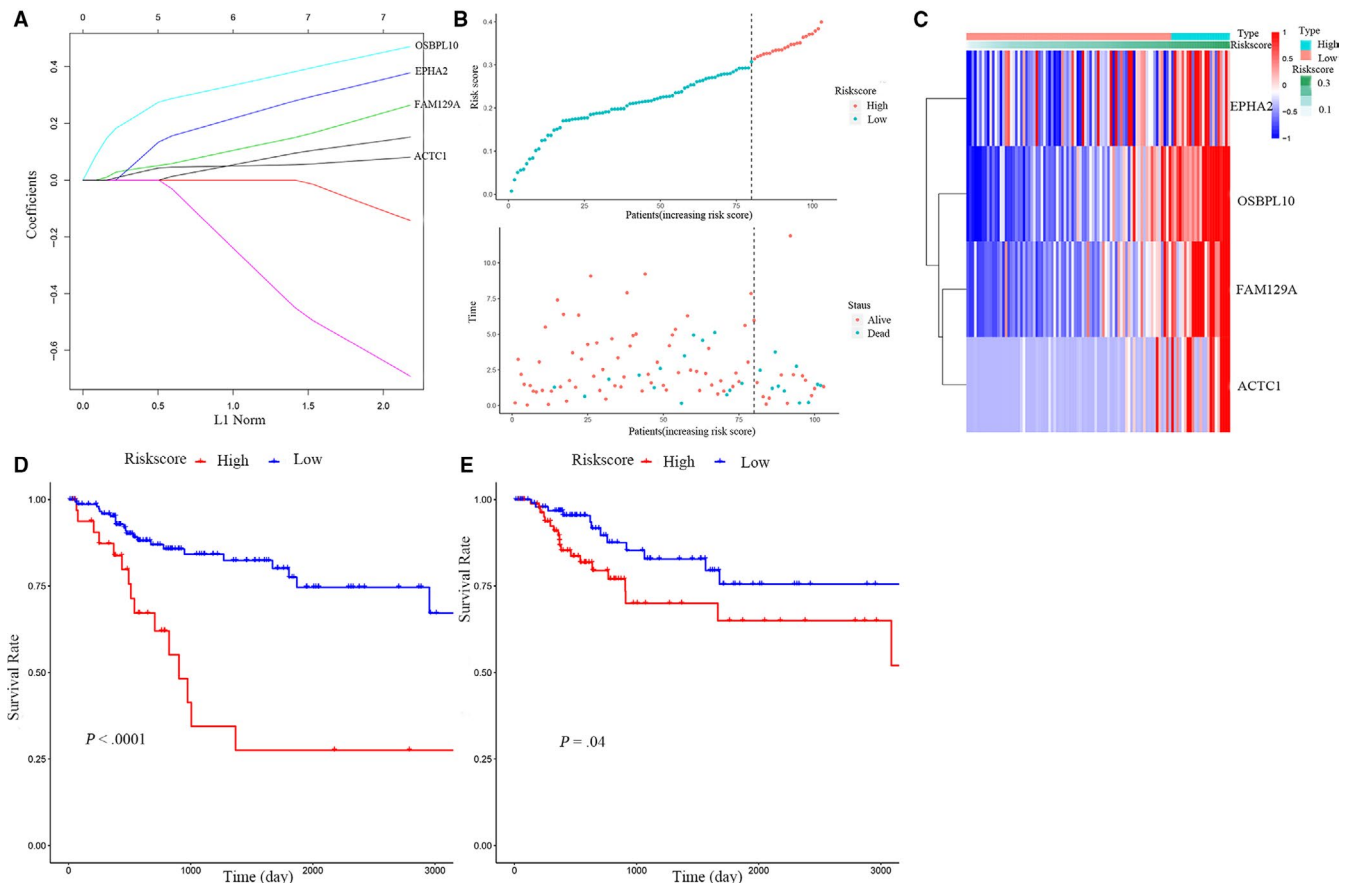 A
0 5 6 7 7
OSBPL10
EPHA2
FAM129A
ACTC1
0.4
0.2
0.0
−0.2
−0.4
−0.6
Coefficients
0.0 0.5 1.0 1.5 2.0
L1 Norm
B
0.4
0.3
0.2
0.1
0.0
Risk score
0 25 50 75 100
Patients(increasing risk score)
Riskscore
High
Low
10.0
7.5
5.0
2.5
0.0
Time
0 25 50 75 100
Patients(increasing risk score)
Staus
Alive
Dead
C
Type
Riskscore
EPHA2
OSBPL10
FAM129A
ACTC1
1
0.5
0
−0.5
−1
Type
High
Low
Riskscore
0.3
0.1
D
Riskscore High Low
1.00
0.75
0.50
0.25
0.00
Survival Rate
P < .0001
0 1000 2000 3000
Time (day)
E
Riskscore High Low
1.00
0.75
0.50
0.25
0.00
Survival Rate
P = .04
0 1000 2000 3000
Time (day)